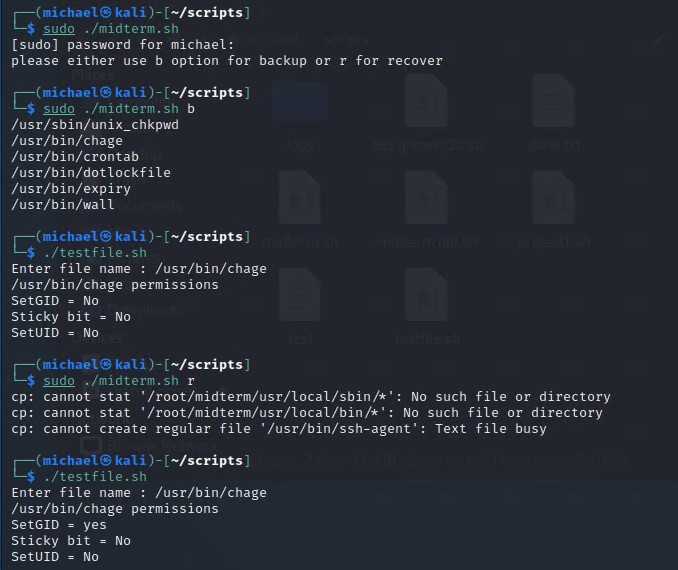 ┌──(michael㉿kali)-[~/scripts]
└─$ sudo ./midterm.sh
[sudo] password for michael:
please either use b option for backup or r for recover
┌──(michael㉿kali)-[~/scripts]
└─$ sudo ./midterm.sh b
/usr/sbin/unix_chkpwd
/usr/bin/chage
/usr/bin/crontab
/usr/bin/dotlockfile
/usr/bin/expiry
/usr/bin/wall
┌──(michael㉿kali)-[~/scripts]
└─$ ./testfile.sh
Enter file name : /usr/bin/chage
/usr/bin/chage permissions
SetGID = No
Sticky bit = No
SetUID = No
┌──(michael㉿kali)-[~/scripts]
└─$ sudo ./midterm.sh r
cp: cannot stat '/root/midterm/usr/local/sbin/*': No such file or directory
cp: cannot stat '/root/midterm/usr/local/bin/*': No such file or directory
cp: cannot create regular file '/usr/bin/ssh-agent': Text file busy
┌──(michael㉿kali)-[~/scripts]
└─$ ./testfile.sh
Enter file name : /usr/bin/chage
/usr/bin/chage permissions
SetGID = yes
Sticky bit = No
SetUID = No